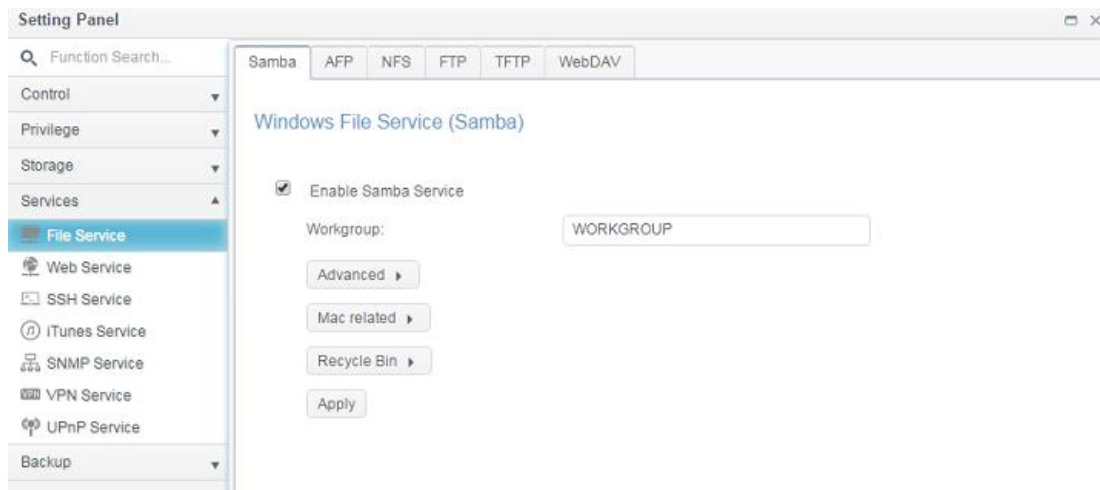 Setting Panel
Function Search...
Control
Privilege
Storage
Services
File Service
Web Service
SSH Service
iTunes Service
SNMP Service
VPN Service
UPnP Service
Backup
Samba AFP NFS FTP TFTP WebDAV
Windows File Service (Samba)
Enable Samba Service
Workgroup: WORKGROUP
Advanced
Mac related
Recycle Bin
Apply